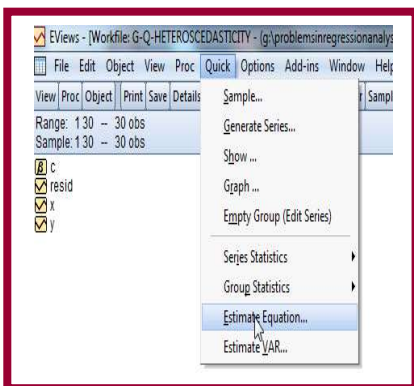 EViews - [Workfile: G-Q-HETEROSCEDASTICITY - (g:\problemsinregressionanalys
File Edit Object View Proc Quick Options Add-ins Window Help
View Proc Object Print Save Details
Sample...
r Sampl
Range: 1 30 -- 30 obs
Generate Series...
Sample: 1 30 -- 30 obs
Show ...
β c
Graph ...
resid
Empty Group (Edit Series)
x
y
Series Statistics
Group Statistics
Estimate Equation...
Estimate VAR...